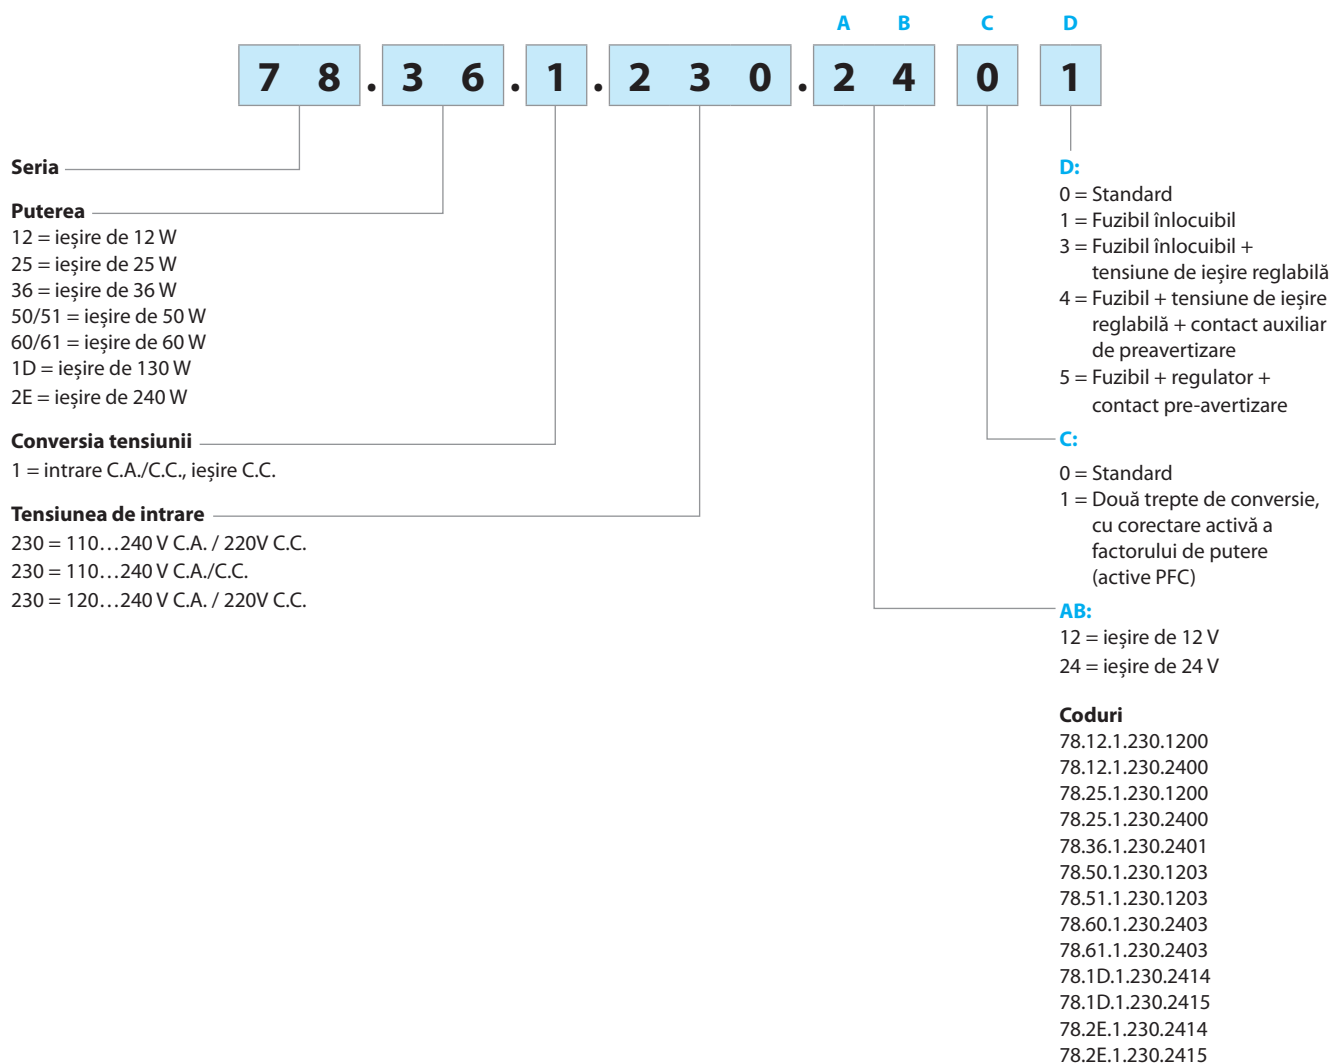 A B C D
7 8 . 3 6 . 1 . 2 3 0 . 2 4 0 1
Seria
Puterea
12 = ieșire de 12 W
25 = ieșire de 25 W
36 = ieșire de 36 W
50/51 = ieșire de 50 W
60/61 = ieșire de 60 W
1D = ieșire de 130 W
2E = ieșire de 240 W
Conversia tensiunii
1 = intrare C.A./C.C., ieșire C.C.
Tensiunea de intrare
230 = 110…240 V C.A. / 220V C.C.
230 = 110…240 V C.A./C.C.
230 = 120…240 V C.A. / 220V C.C.
D:
0 = Standard
1 = Fuzibil înlocuibil
3 = Fuzibil înlocuibil +
tensiune de ieșire reglabilă
4 = Fuzibil + tensiune de ieșire
reglabilă + contact auxiliar
de preavertizare
5 = Fuzibil + regulator +
contact pre-avertizare
C:
0 = Standard
1 = Două trepte de conversie,
cu corectare activă a
factorului de putere
(active PFC)
AB:
12 = ieșire de 12 V
24 = ieșire de 24 V
Coduri
78.12.1.230.1200
78.12.1.230.2400
78.25.1.230.1200
78.25.1.230.2400
78.36.1.230.2401
78.50.1.230.1203
78.51.1.230.1203
78.60.1.230.2403
78.61.1.230.2403
78.1D.1.230.2414
78.1D.1.230.2415
78.2E.1.230.2414
78.2E.1.230.2415